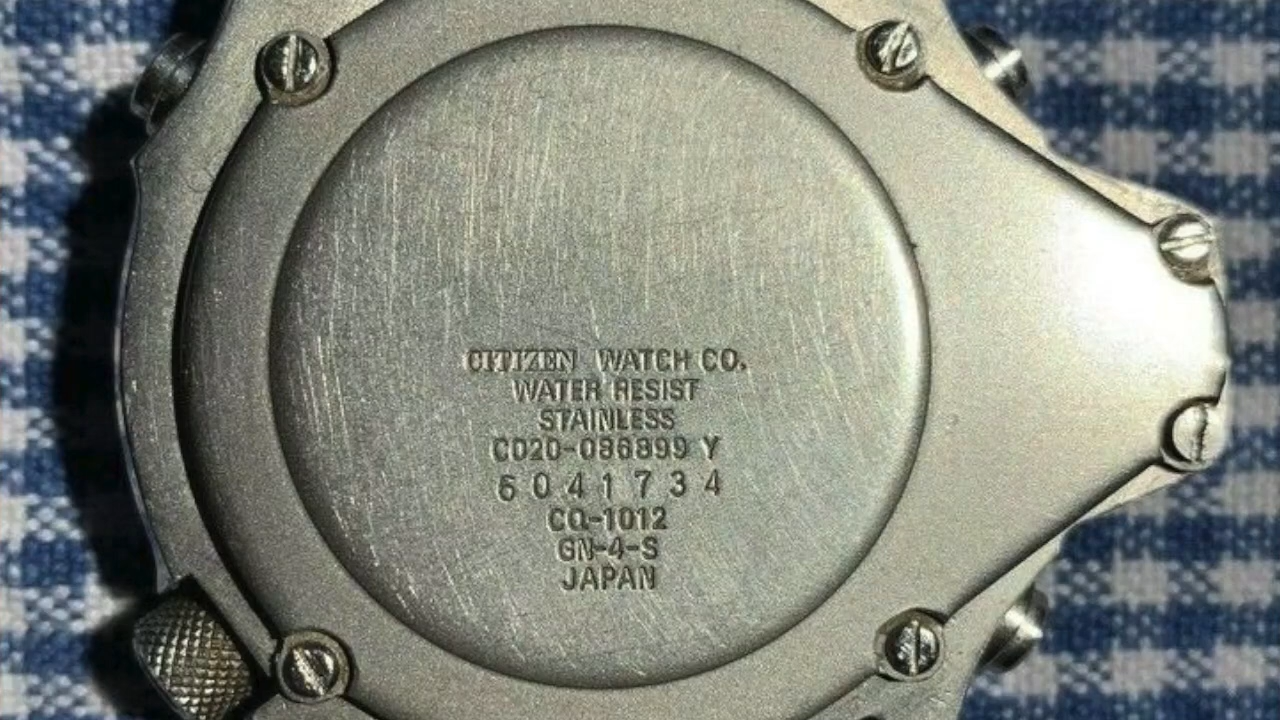 CITIZEN WATCH CO.
WATER RESIST
STAINLESS
C020-086899 Y
6041734
CQ-1012
GN-4-S
JAPAN